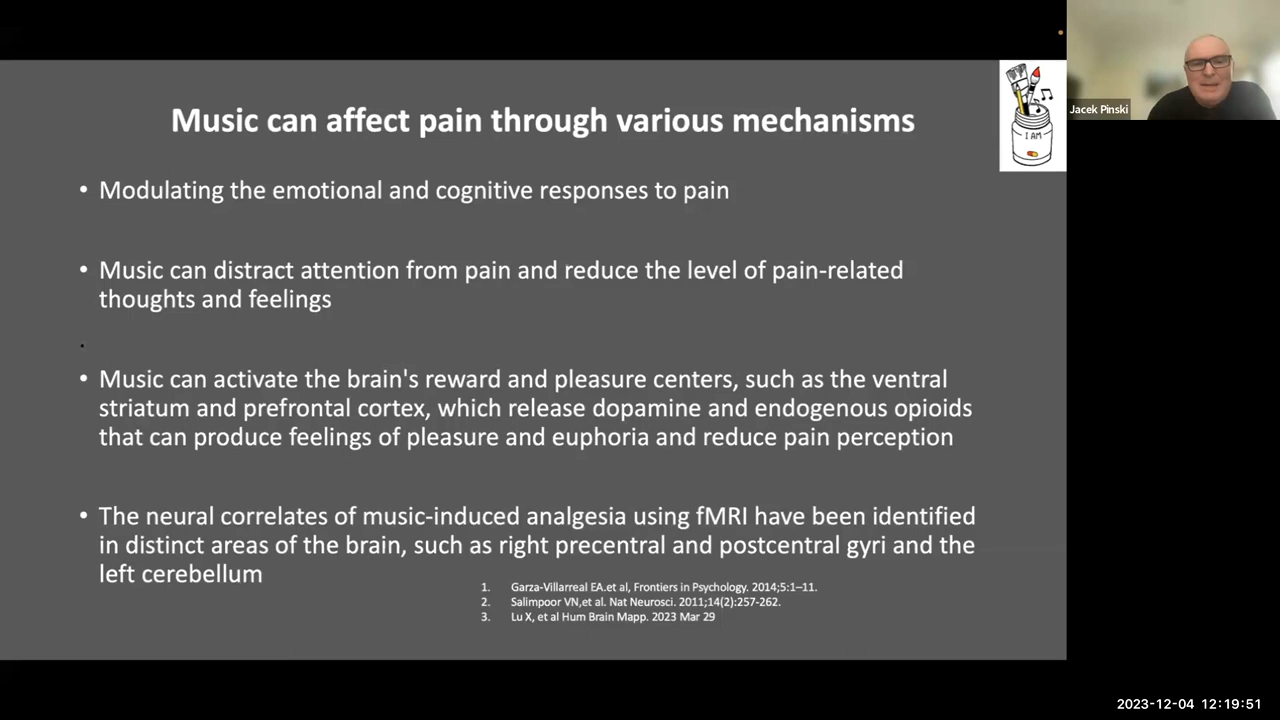 Music can affect pain through various mechanisms
I AM
Jacek Pinski
• Modulating the emotional and cognitive responses to pain
• Music can distract attention from pain and reduce the level of pain-related
thoughts and feelings
• Music can activate the brain's reward and pleasure centers, such as the ventral
striatum and prefrontal cortex, which release dopamine and endogenous opioids
that can produce feelings of pleasure and euphoria and reduce pain perception
• The neural correlates of music-induced analgesia using fMRI have been identified
in distinct areas of the brain, such as right precentral and postcentral gyri and the
left cerebellum
1. Garza-Villarreal EA.et al, Frontiers in Psychology. 2014;5:1–11.
2. Salimpoor VN,et al. Nat Neurosci. 2011;14(2):257-262.
3. Lu X, et al Hum Brain Mapp. 2023 Mar 29
2023-12-04 12:19:51